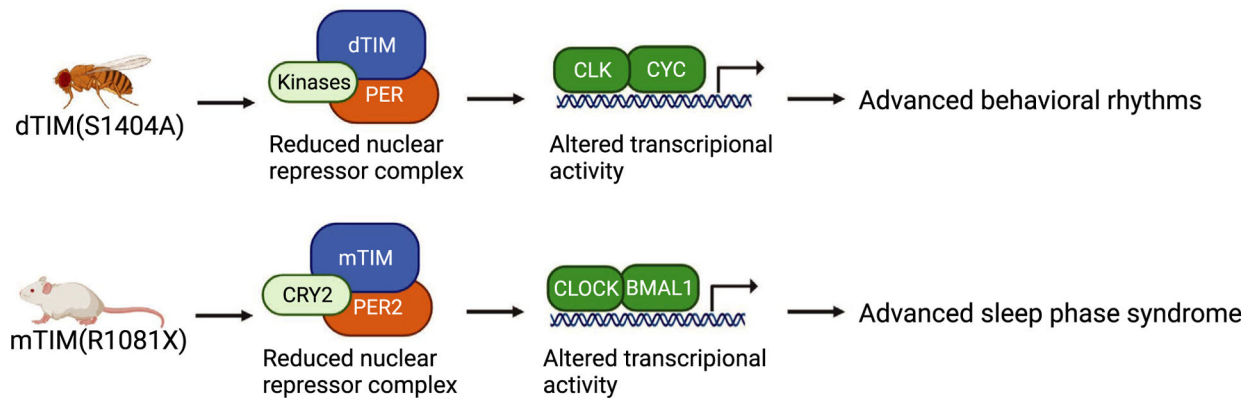 dTIM
Kinases
PER
CLK CYC
Advanced behavioral rhythms
dTIM(S1404A)
Reduced nuclear
repressor complex
Altered transcripional
activity
mTIM
CRY2
PER2
CLOCK BMAL1
Advanced sleep phase syndrome
mTIM(R1081X)
Reduced nuclear
repressor complex
Altered transcripional
activity